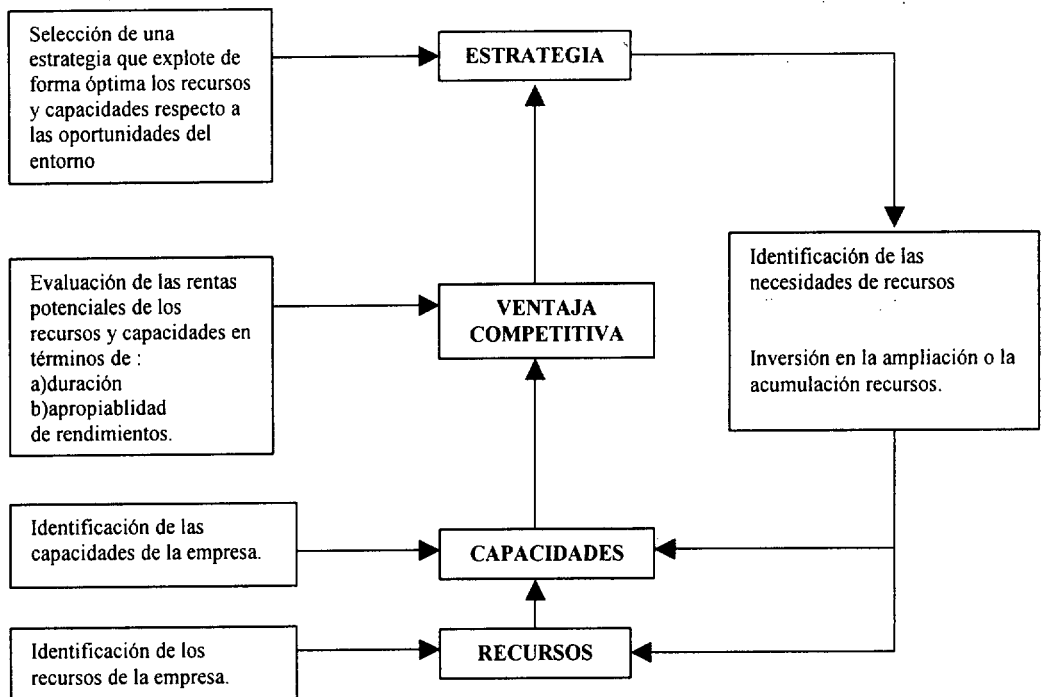 Selección de una
estrategia que explote de
forma óptima los recursos
y capacidades respecto a
las oportunidades del
entorno
ESTRATEGIA
Identificación de las
necesidades de recursos
Inversión en la ampliación o la
acumulación recursos.
Evaluación de las rentas
potenciales de los
recursos y capacidades en
términos de :
a)duración
b)apropiablidad
de rendimientos.
VENTAJA
COMPETITIVA
Identificación de las
capacidades de la empresa.
CAPACIDADES
Identificación de los
recursos de la empresa.
RECURSOS